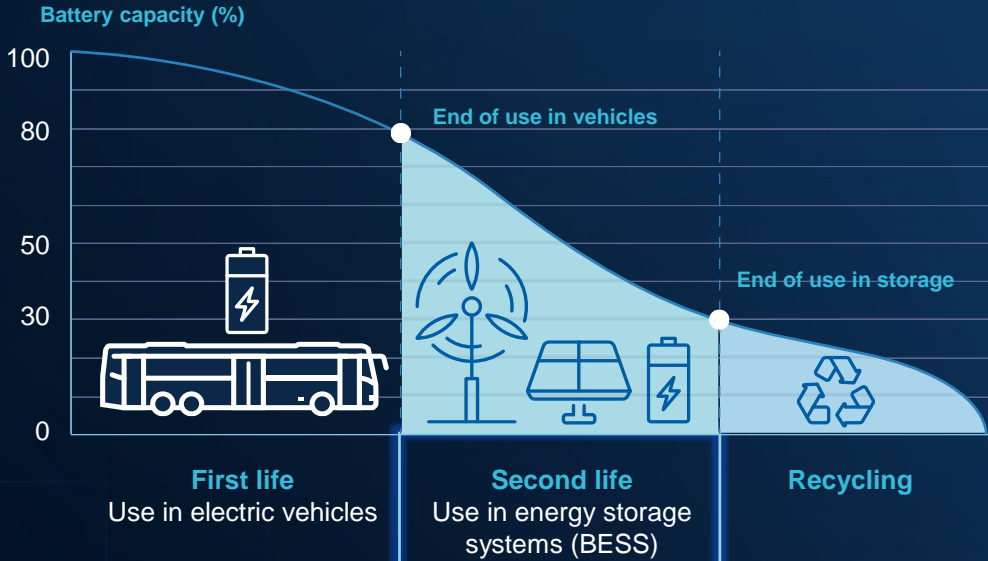 Battery capacity (%)
100
80
50
30
0
End of use in vehicles
End of use in storage
First life
Use in electric vehicles
Second life
Use in energy storage
systems (BESS)
Recycling